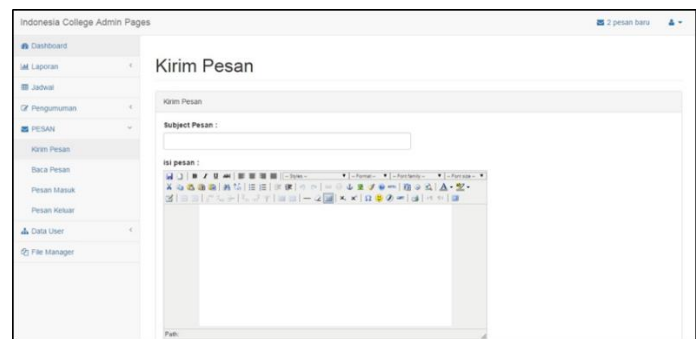 Indonesia College Admin Pages
2 pesan baru
Dashboard
Laporan
Jadwal
Pengumuman
PESAN
Kirim Pesan
Baca Pesan
Pesan Masuk
Pesan Keluar
Data User
File Manager
Kirim Pesan
Kirim Pesan
Subject Pesan :
isi pesan :
-- Styles -- -- Format -- -- Font family -- -- Font size --
Path: